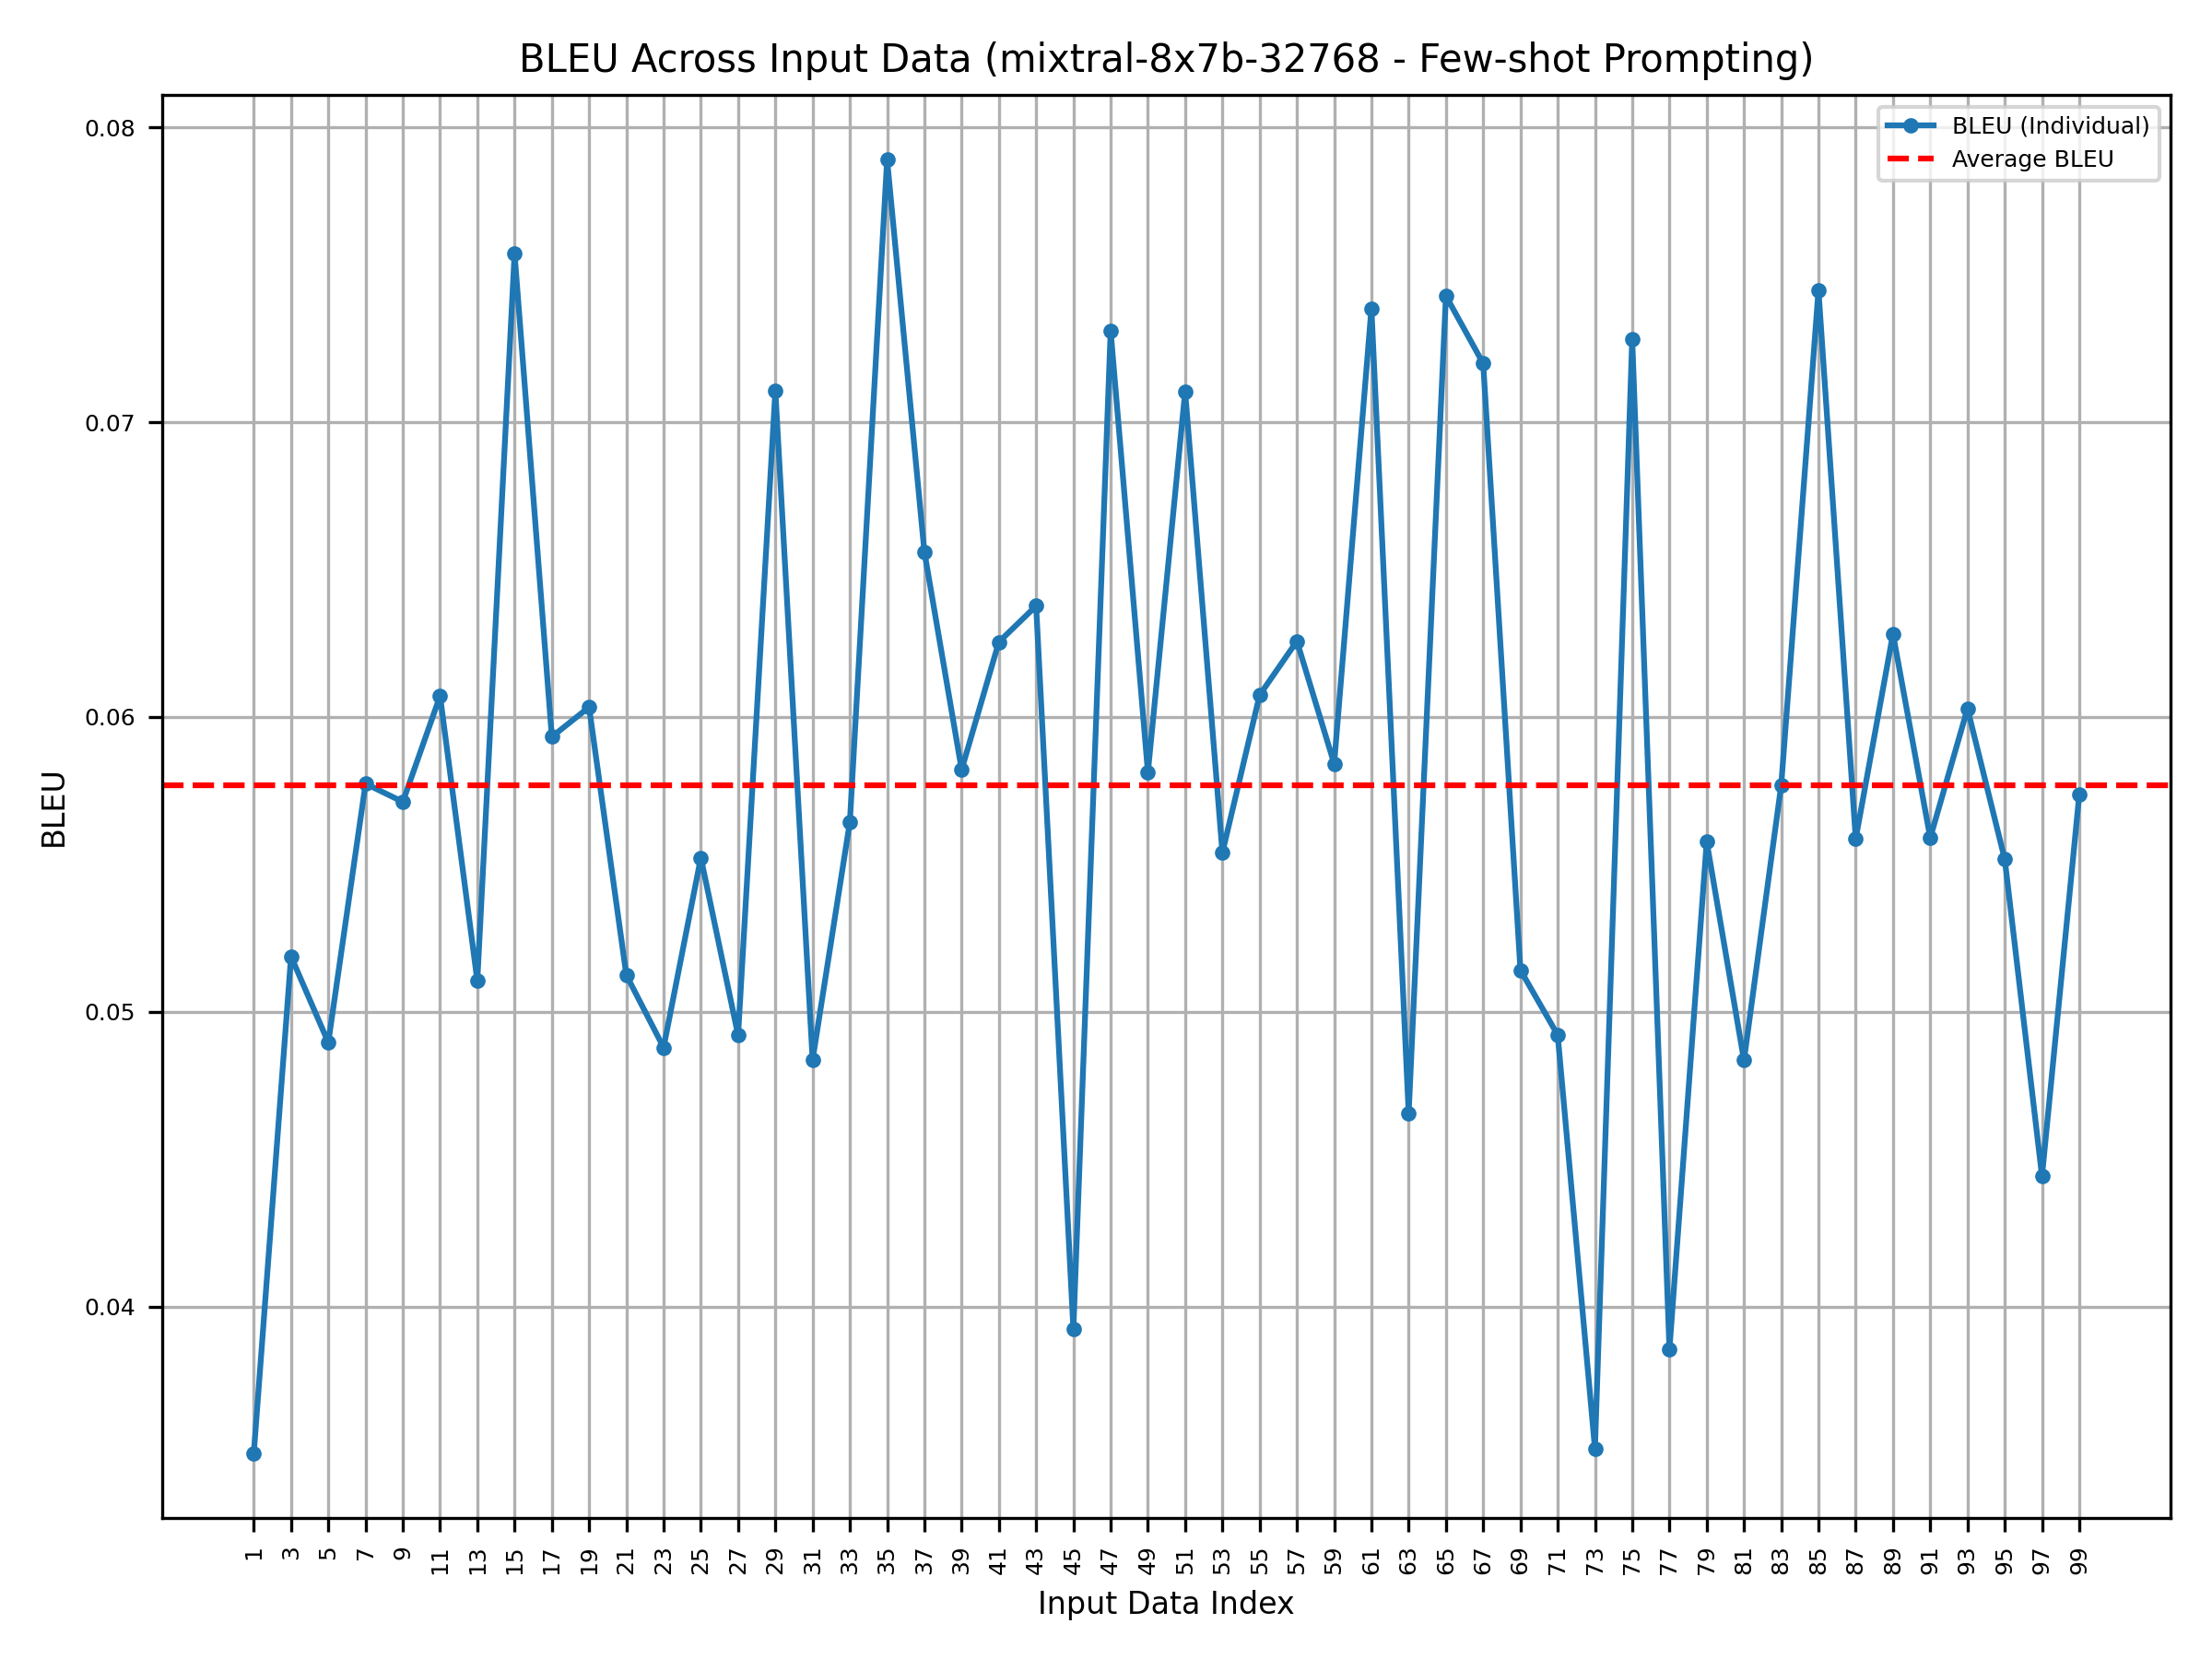 BLEU Across Input Data (mixtral-8x7b-32768 - Few-shot Prompting)
BLEU (Individual)
Average BLEU
0.08
0.07
0.06
0.05
0.04
BLEU
1 3 5 7 9 11 13 15 17 19 21 23 25 27 29 31 33 35 37 39 41 43 45 47 49 51 53 55 57 59 61 63 65 67 69 71 73 75 77 79 81 83 85 87 89 91 93 95 97 99
Input Data Index